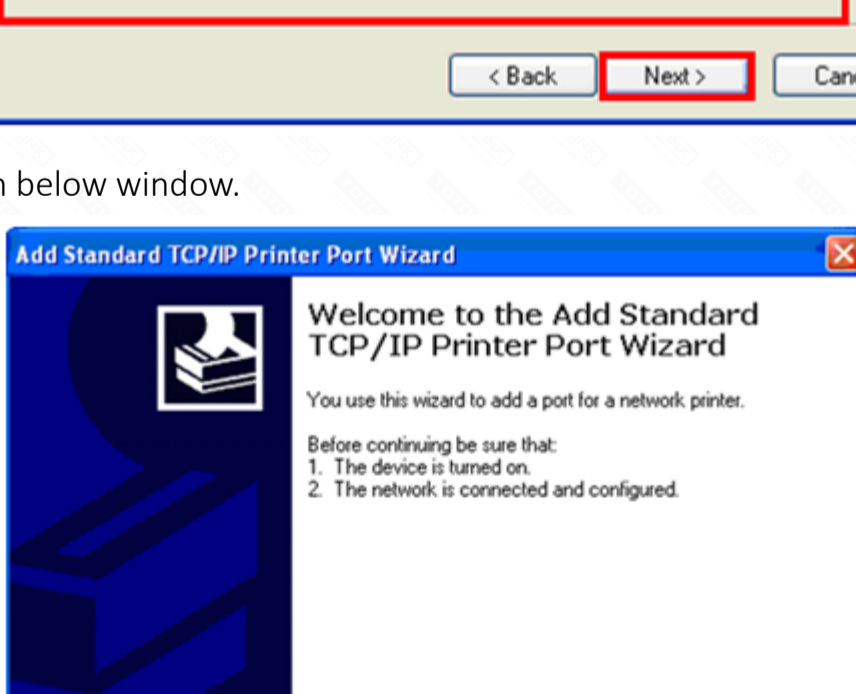 < Back Next >
below window.
Add Standard TCP/IP Printer Port Wizard
Welcome to the Add Standard
TCP/IP Printer Port Wizard
You use this wizard to add a port for a network printer.
Before continuing be sure that:
1. The device is turned on.
2. The network is connected and configured.